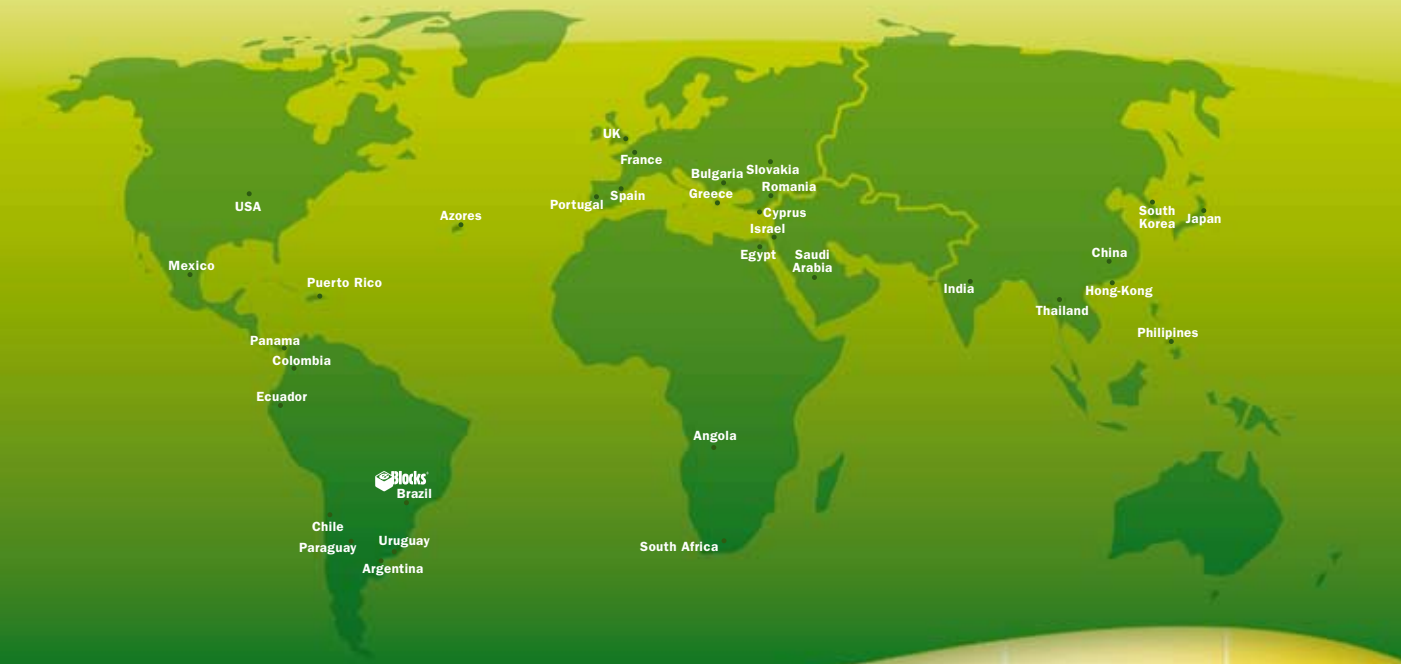 UK
France
Slovakia
Bulgaria
Romania
Greece
Spain
Portugal
USA
Azores
Cyprus
Israel
South
Korea
Japan
Egypt
Saudi
Arabia
China
Mexico
Puerto Rico
India
Hong-Kong
Thailand
Philipines
Panama
Colombia
Ecuador
Angola
Blocks
Brazil
Chile
Uruguay
Paraguay
South Africa
Argentina